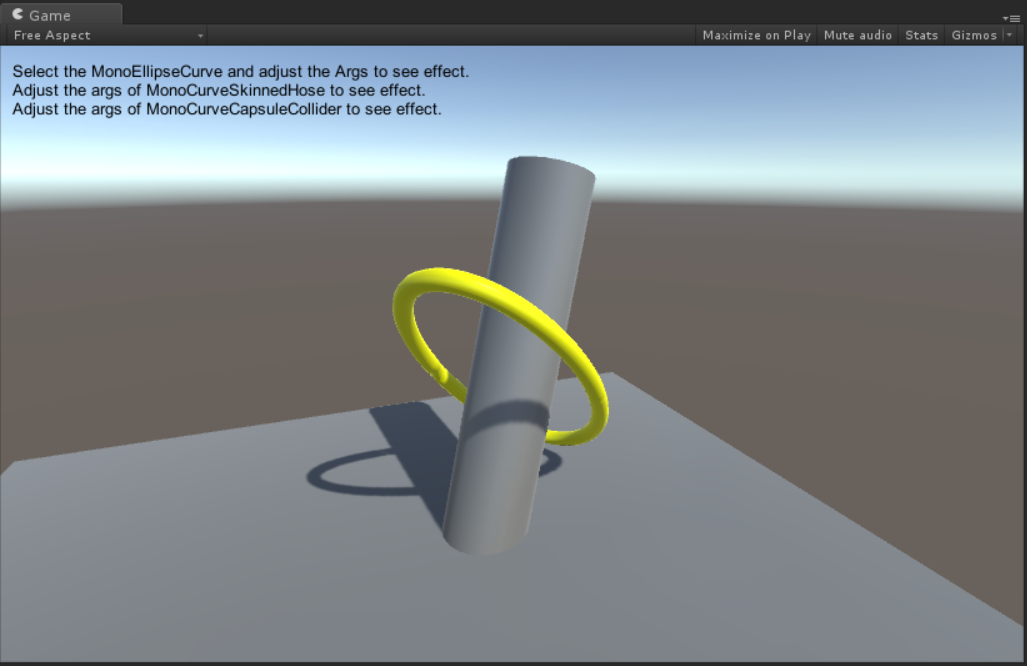 Game
Free Aspect Maximize on Play Mute audio Stats Gizmos
Select the MonoEllipseCurve and adjust the Args to see effect.
Adjust the args of MonoCurveSkinnedHose to see effect.
Adjust the args of MonoCurveCapsuleCollider to see effect.